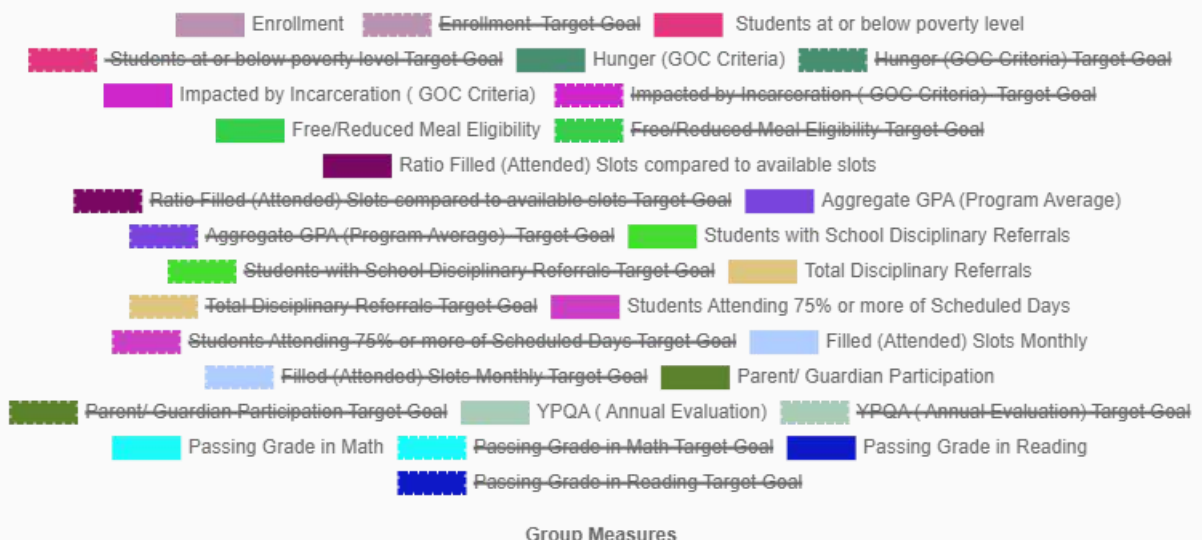 Enrollment Enrollment Target Goal Students at or below poverty level
Students at or below poverty level Target Goal Hunger (GOC Criteria) Hunger (GOC Criteria) Target Goal
Impacted by Incarceration ( GOC Criteria) Impacted by Incarceration ( GOC Criteria) Target Goal
Free/Reduced Meal Eligibility Free/Reduced Meal Eligibility Target Goal
Ratio Filled (Attended) Slots compared to available slots
Ratio Filled (Attended) Slots compared to available slots Target Goal Aggregate GPA (Program Average)
Aggregate GPA (Program Average) Target Goal Students with School Disciplinary Referrals
Students with School Disciplinary Referrals Target Goal Total Disciplinary Referrals
Total Disciplinary Referrals Target Goal Students Attending 75% or more of Scheduled Days
Students Attending 75% or more of Scheduled Days Target Goal Filled (Attended) Slots Monthly
Filled (Attended) Slots Monthly Target Goal Parent/ Guardian Participation
Parent/ Guardian Participation Target Goal YPQA ( Annual Evaluation) YPQA ( Annual Evaluation) Target Goal
Passing Grade in Math Passing Grade in Math Target Goal Passing Grade in Reading
Passing Grade in Reading Target Goal
Group Measures